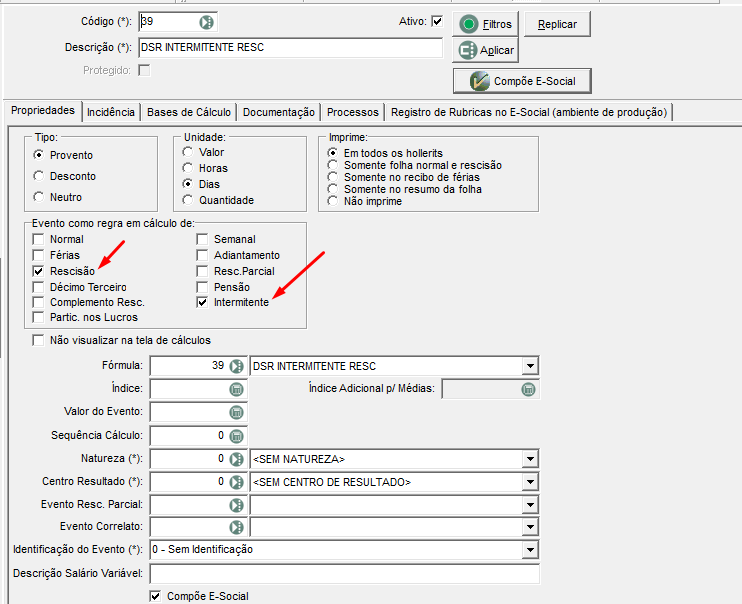 Código (*): 39 Ativo: Filtros Replicar
Descrição (*): DSR INTERMITENTE RESC Aplicar
Protegido: Compõe E-Social
Propriedades Incidência Bases de Cálculo Documentação Processos Registro de Rubricas no E-Social (ambiente de produção)
Tipo: Unidade: Imprime:
Provento Valor Em todos os hollerits
Desconto Horas Somente folha normal e rescisão
Neutro Dias Somente no recibo de férias
Quantidade Somente no resumo da folha
Não imprime
Evento como regra em cálculo de:
Normal Semanal
Férias Adiantamento
Rescisão Resc.Parcial
Décimo Terceiro Pensão
Complemento Resc. Intermitente
Partic. nos Lucros
Não visualizar na tela de cálculos
Fórmula: 39 DSR INTERMITENTE RESC
Índice: Índice Adicional p/ Médias:
Valor do Evento:
Sequência Cálculo: 0
Natureza (*): 0 <SEM NATUREZA>
Centro Resultado (*): 0 <SEM CENTRO DE RESULTADO>
Evento Resc. Parcial:
Evento Correlato:
Identificação do Evento (*): 0 - Sem Identificação
Descrição Salário Variável:
Compõe E-Social